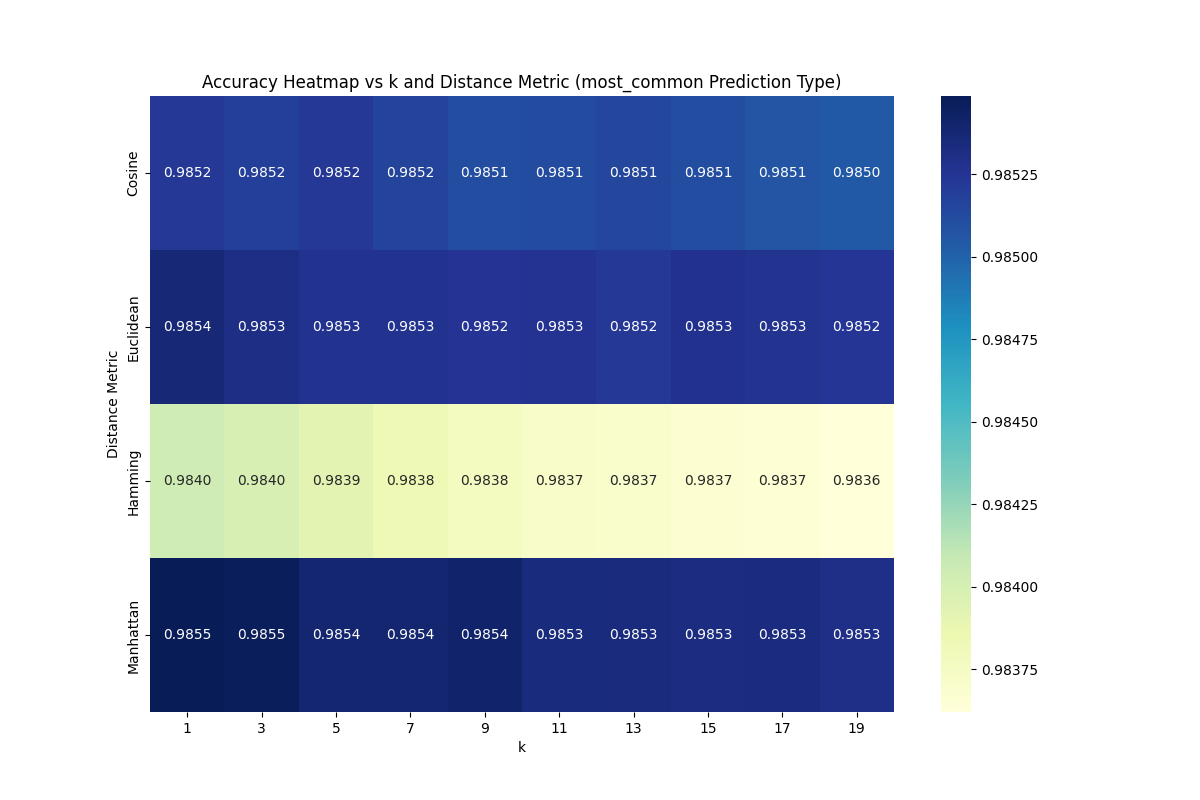 Accuracy Heatmap vs k and Distance Metric (most_common Prediction Type)
Distance Metric
Cosine
0.9852 0.9852 0.9852 0.9852 0.9851 0.9851 0.9851 0.9851 0.9851 0.9850
Euclidean
0.9854 0.9853 0.9853 0.9853 0.9852 0.9853 0.9852 0.9853 0.9853 0.9852
Hamming
0.9840 0.9840 0.9839 0.9838 0.9838 0.9837 0.9837 0.9837 0.9837 0.9836
Manhattan
0.9855 0.9855 0.9854 0.9854 0.9854 0.9853 0.9853 0.9853 0.9853 0.9853
1 3 5 7 9 11 13 15 17 19
k
0.98525
0.98500
0.98475
0.98450
0.98425
0.98400
0.98375